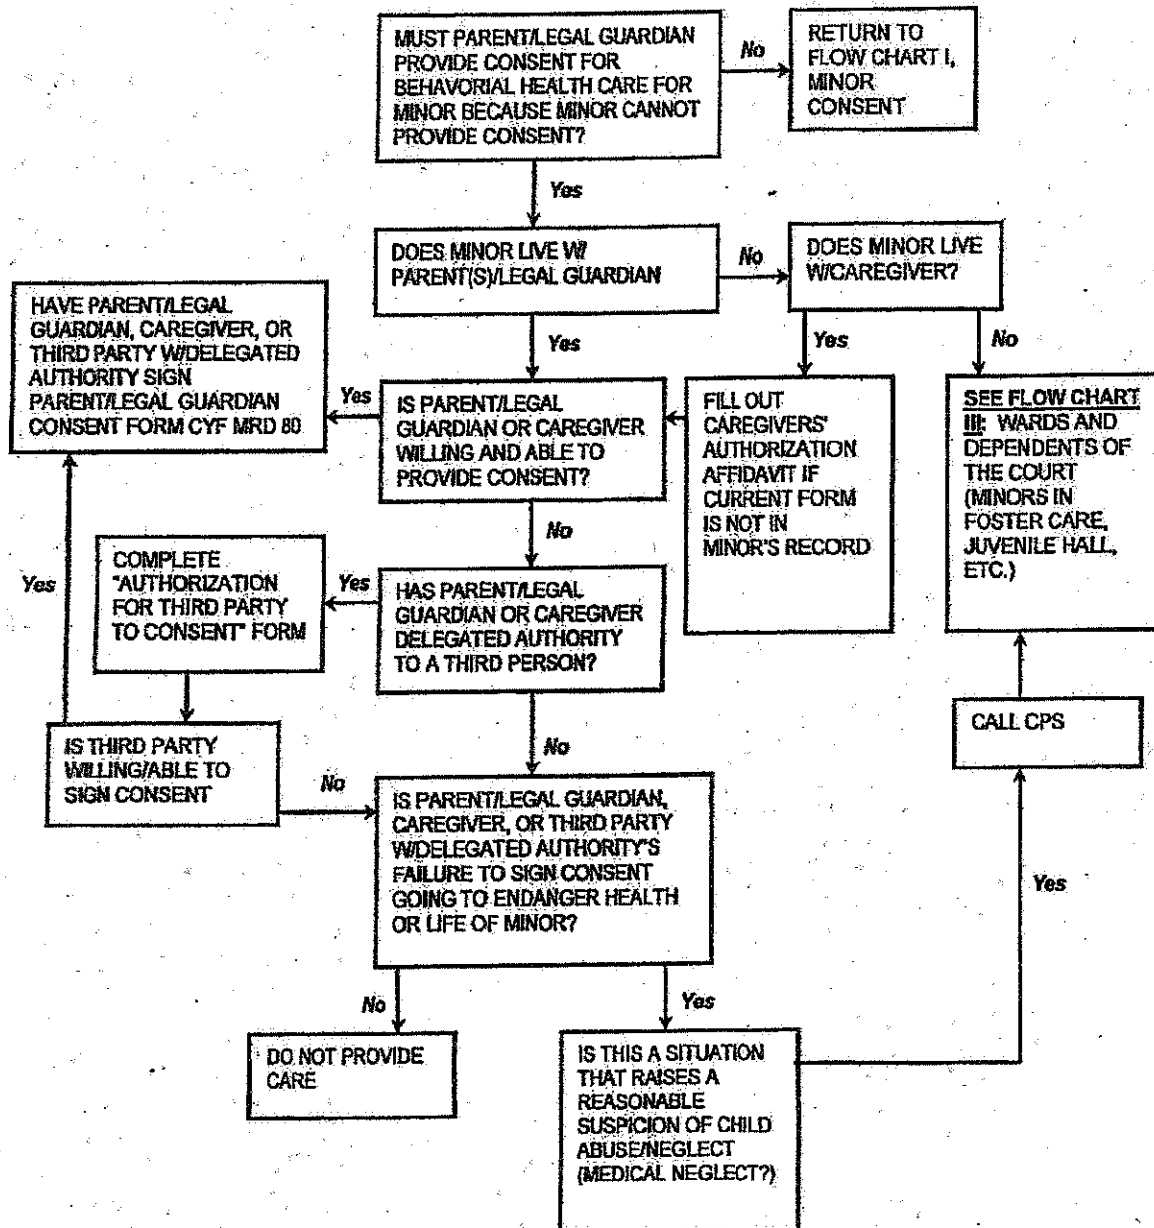 MUST PARENT/LEGAL GUARDIAN
PROVIDE CONSENT FOR
BEHAVORIAL HEALTH CARE FOR
MINOR BECAUSE MINOR CANNOT
PROVIDE CONSENT?
No
RETURN TO
FLOW CHART I,
MINOR
CONSENT
Yes
DOES MINOR LIVE W/
PARENT(S)/LEGAL GUARDIAN
No
DOES MINOR LIVE
W/CAREGIVER?
HAVE PARENT/LEGAL
GUARDIAN, CAREGIVER, OR
THIRD PARTY W/DELEGATED
AUTHORITY SIGN
PARENT/LEGAL GUARDIAN
CONSENT FORM CYF MRD 80
Yes
Yes
No
Yes
IS PARENT/LEGAL
GUARDIAN OR CAREGIVER
WILLING AND ABLE TO
PROVIDE CONSENT?
FILL OUT
CAREGIVERS'
AUTHORIZATION
AFFIDAVIT IF
CURRENT FORM
IS NOT IN
MINOR'S RECORD
SEE FLOW CHART
III: WARDS AND
DEPENDENTS OF
THE COURT
(MINORS IN
FOSTER CARE,
JUVENILE HALL,
ETC.)
No
Yes
COMPLETE
"AUTHORIZATION
FOR THIRD PARTY
TO CONSENT" FORM
Yes
HAS PARENT/LEGAL
GUARDIAN OR CAREGIVER
DELEGATED AUTHORITY
TO A THIRD PERSON?
CALL CPS
IS THIRD PARTY
WILLING/ABLE TO
SIGN CONSENT
No
No
IS PARENT/LEGAL GUARDIAN,
CAREGIVER, OR THIRD PARTY
W/DELEGATED AUTHORITY'S
FAILURE TO SIGN CONSENT
GOING TO ENDANGER HEALTH
OR LIFE OF MINOR?
Yes
No
Yes
DO NOT PROVIDE
CARE
IS THIS A SITUATION
THAT RAISES A
REASONABLE
SUSPICION OF CHILD
ABUSE/NEGLECT
(MEDICAL NEGLECT?)